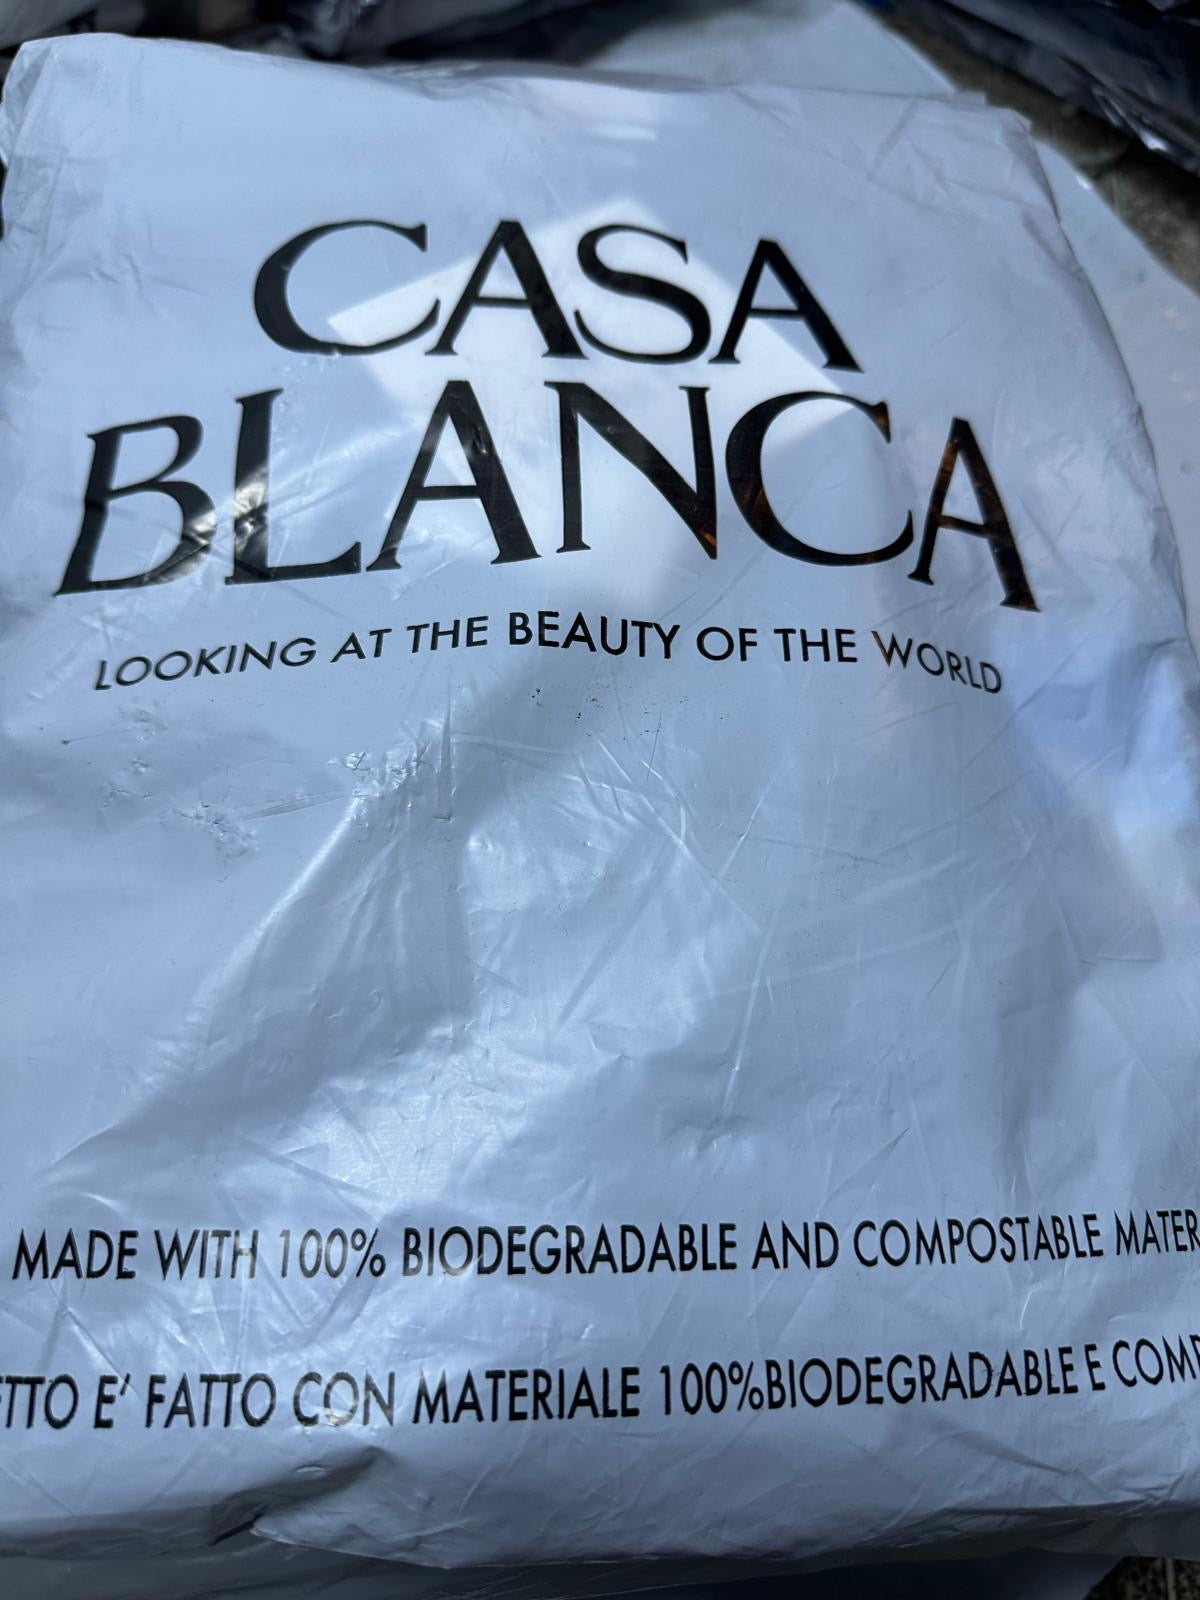 CASA
BLANCA
LOOKING AT THE BEAUTY OF THE WORLD
MADE WITH 100% BIODEGRADABLE AND COMPOSTABLE MATER
TTO E' FATTO CON MATERIALE 100%BIODEGRADABLE E COMP